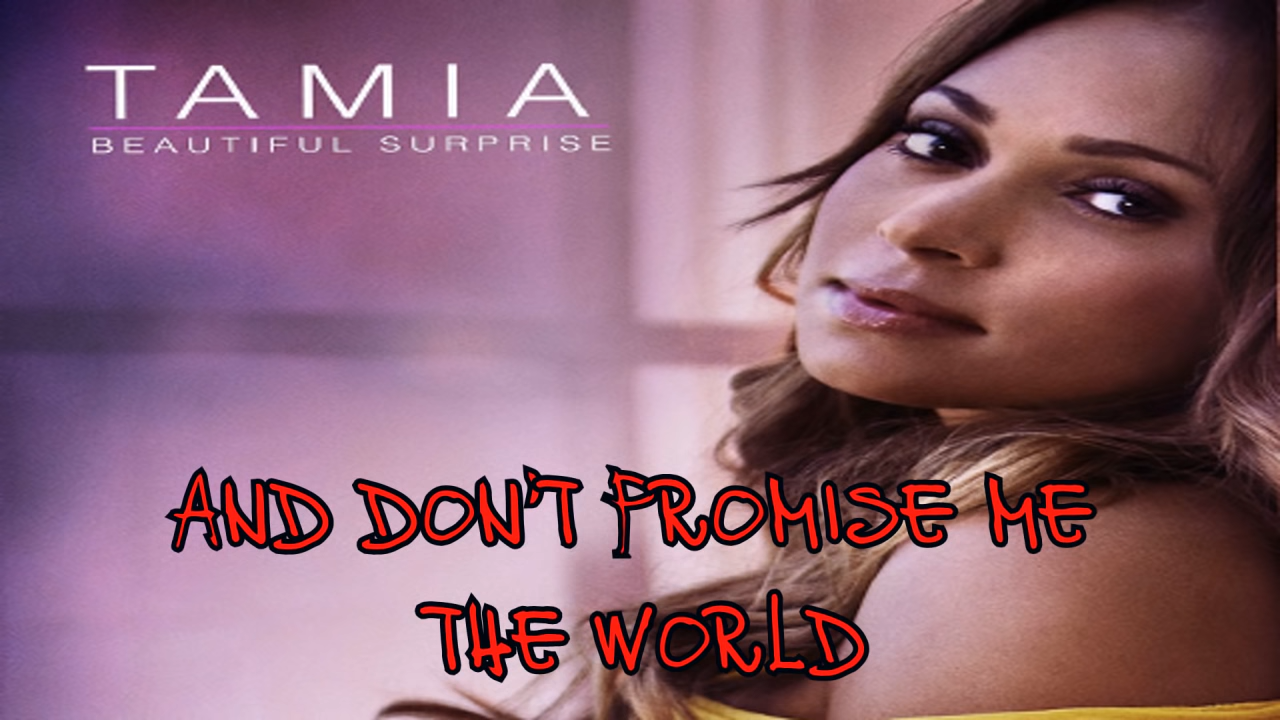 TAMIA
BEAUTIFUL SURPRISE
AND DON'T PROMISE ME
THE WORLD